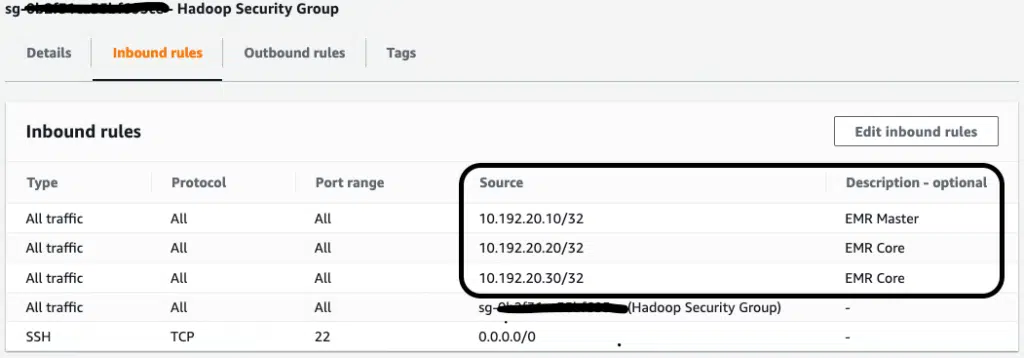 sg- - Hadoop Security Group
Details Inbound rules Outbound rules Tags
Inbound rules Edit inbound rules
Type Protocol Port range Source Description - optional
All traffic All All 10.192.20.10/32 EMR Master
All traffic All All 10.192.20.20/32 EMR Core
All traffic All All 10.192.20.30/32 EMR Core
All traffic All All sg- (Hadoop Security Group) -
SSH TCP 22 0.0.0.0/0 -